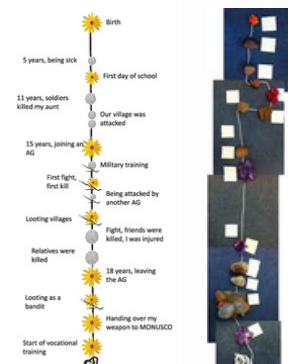 Birth
5 years, being sick
First day of school
11 years, soldiers
killed my aunt
Our village was
attacked
15 years, joining an
AG
Military training
First fight,
first kill
Being attacked by
another AG
Looting villages
Fight, friends were
killed, I was injured
Relatives were
killed
18 years, leaving
the AG
Looting as a
bandit
Handing over my
weapon to MONUSCO
Start of vocational
training